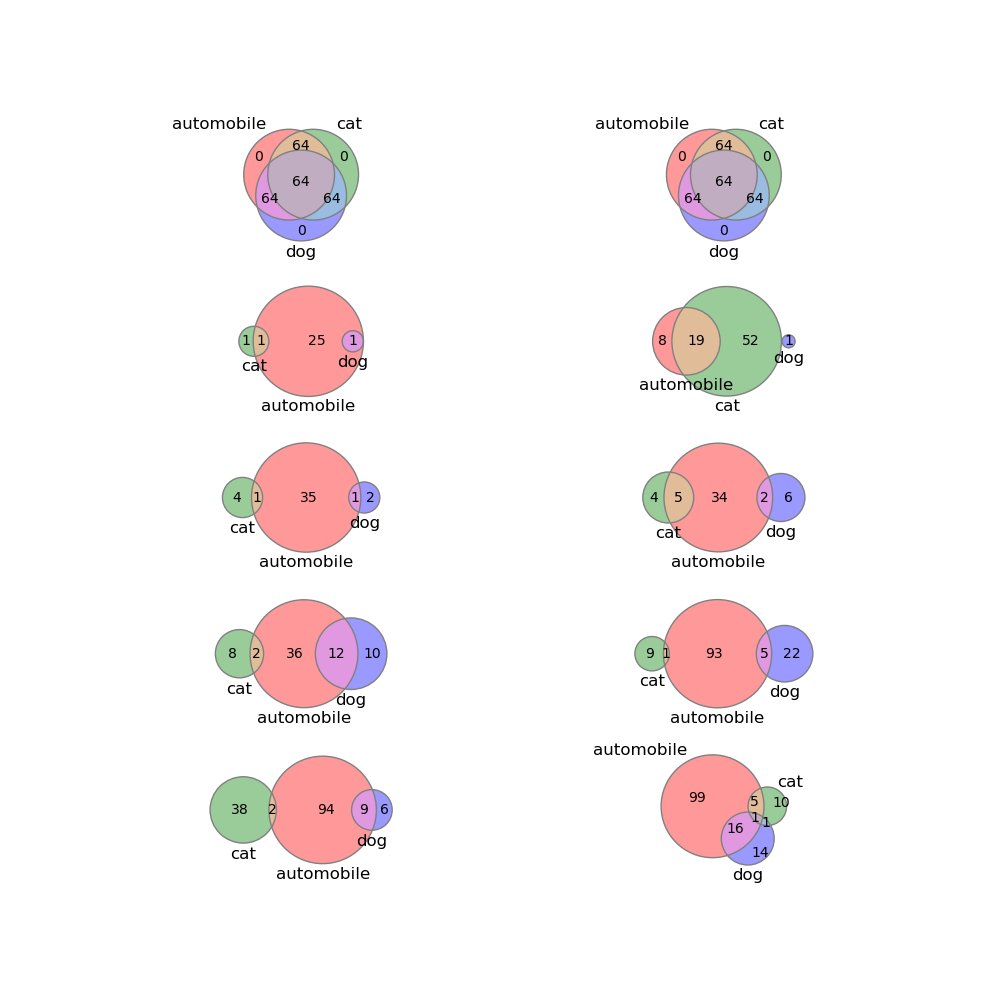 automobile cat
64
0 0
64
64 64
0
dog
automobile cat
64
0 0
64
64 64
0
dog
1 1 25 1
cat dog
automobile
8 19 52 1
dog
automobile
cat
4 1 35 1 2
cat dog
automobile
4 5 34 2 6
cat dog
automobile
8 2 36 12 10
cat dog
automobile
9 1 93 5 22
cat dog
automobile
38 2 94 9 6
cat dog
automobile
automobile
cat
99 5 10
1 1
16
14
dog